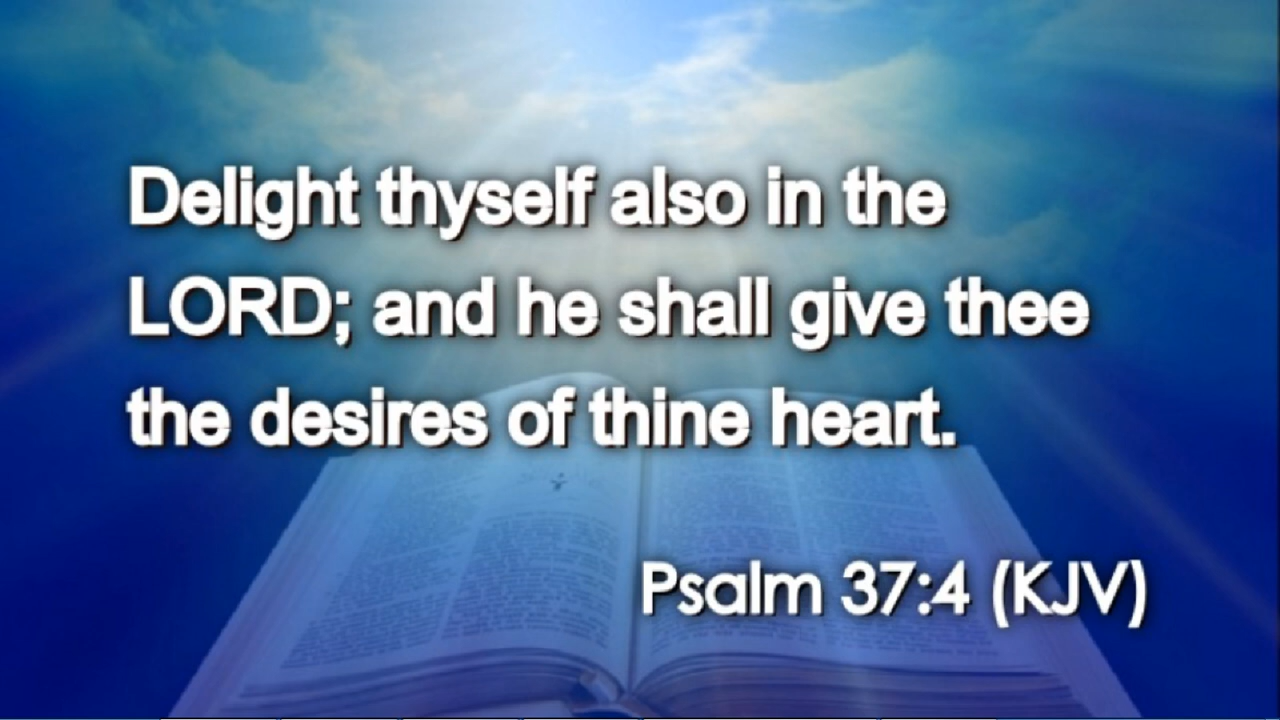 Delight thyself also in the
LORD; and he shall give thee
the desires of thine heart.
Psalm 37:4 (KJV)